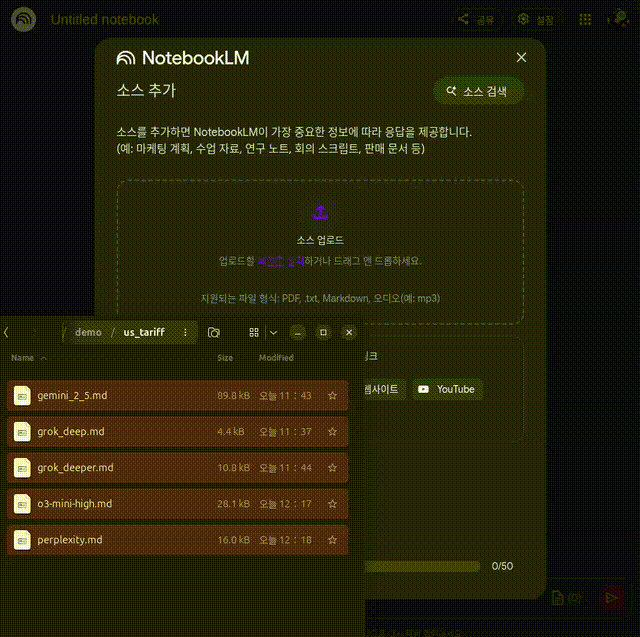 Untitled notebook
공유
설정
NotebookLM
소스 추가
소스 검색
소스를 추가하면 NotebookLM이 가장 중요한 정보에 따라 응답을 제공합니다.
(예: 마케팅 계획, 수업 자료, 연구 노트, 회의 스크립트, 판매 문서 등)
소스 업로드
업로드할 파일을 선택하거나 드래그 앤 드롭하세요.
지원되는 파일 형식: PDF, .txt, Markdown, 오디오(예: mp3)
/ demo / us_tariff
링크
Name Size Modified
웹사이트
YouTube
gemini_2_5.md 89.8 kB 오늘 11：43
grok_deep.md 4.4 kB 오늘 11：37
grok_deeper.md 10.8 kB 오늘 11：44
o3-mini-high.md 28.1 kB 오늘 12：17
perplexity.md 16.0 kB 오늘 12：18
0/50
(0)